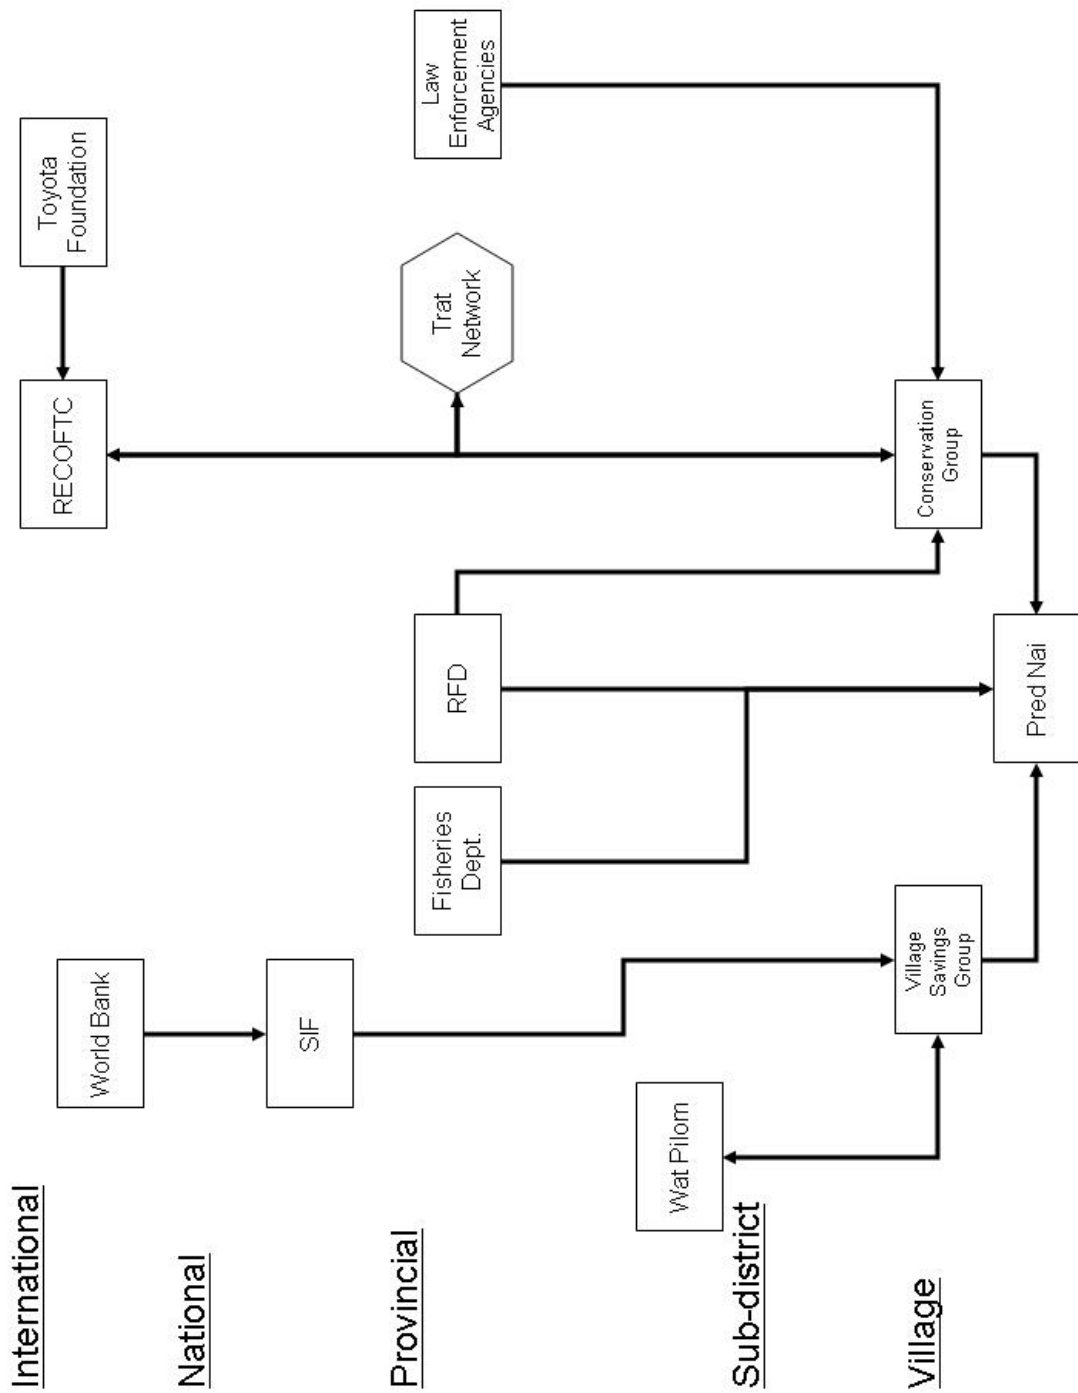 International
World Bank
RECOFTC
Toyota
Foundation
National
SIF
Provincial
Fisheries
Dept.
RFD
Trat
Network
Law
Enforcement
Agencies
Sub-district
Wat Pilom
Village
Village
Savings
Group
Conservation
Group
Pred Nai